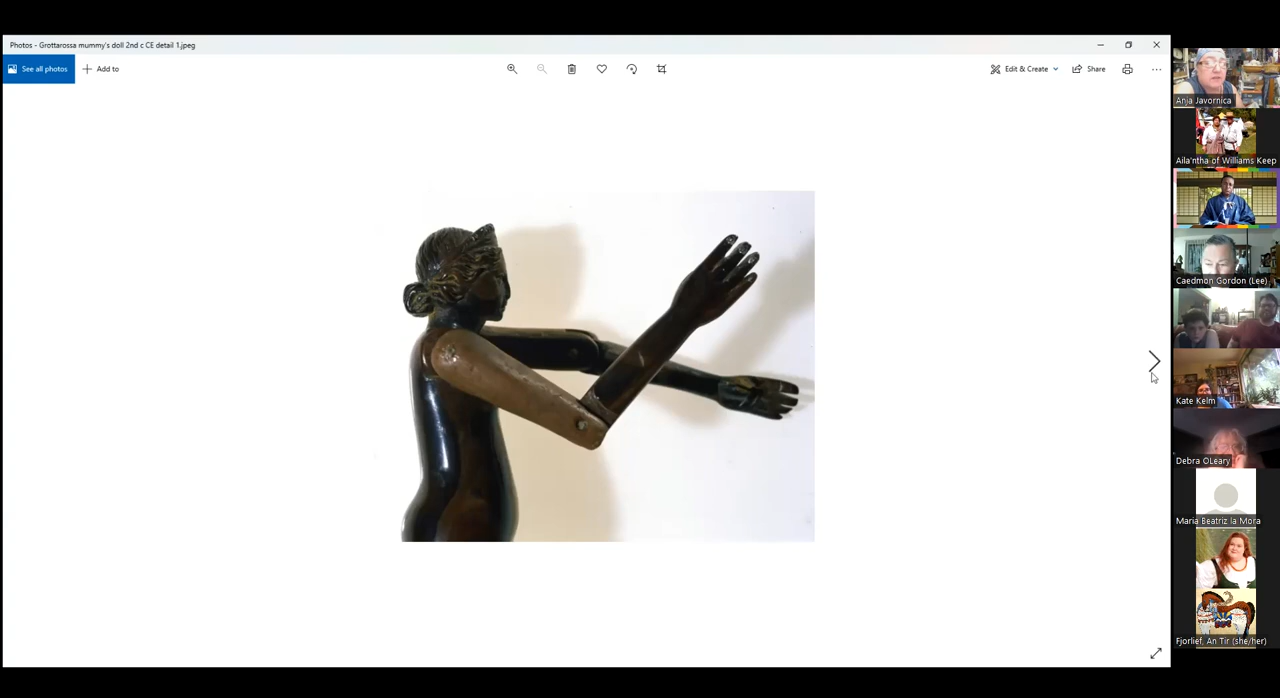 Photos - Grottarossa mummy's doll 2nd c CE detail 1.jpeg
See all photos
Add to
Edit & Create
Share
Anja Javornica
Aila'ntha of Williams Keep
Caedmon Gordon (Lee)
Kate Kelm
Debra OLeary
Maria Beatriz la Mora
Fjorlief, An Tir (she/her)